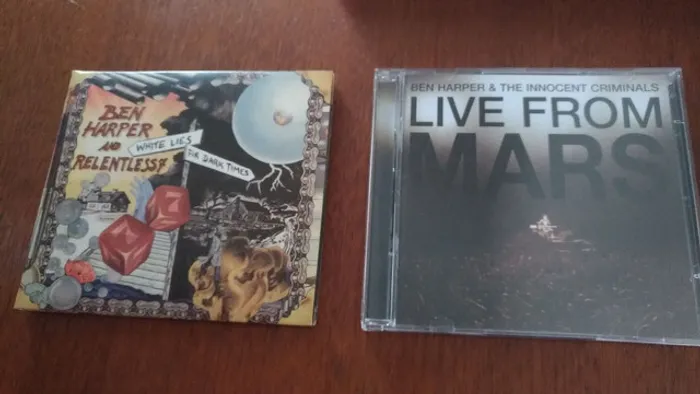 BEN
HARPER
AND
RELENTLESS7
WHITE LIES
FOR DARK TIMES
BEN HARPER & THE INNOCENT CRIMINALS
LIVE FROM
MARS